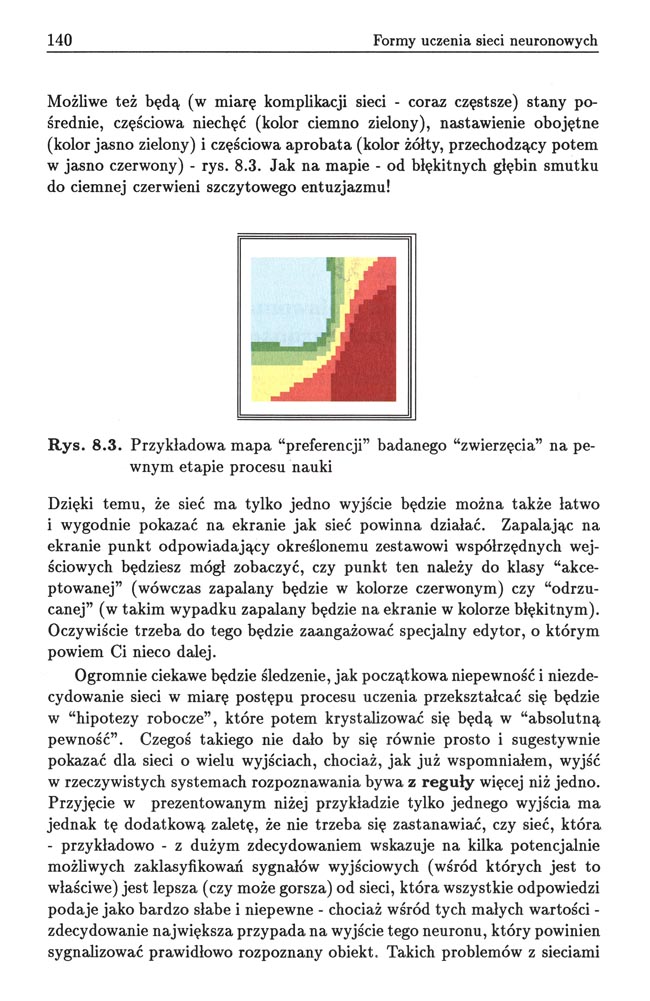 140 Formy uczenia sieci neuronowych
Możliwe też będą (w miarę komplikacji sieci - coraz częstsze) stany po-
średnie, częściowa niechęć (kolor ciemno zielony), nastawienie obojętne
(kolor jasno zielony) i częściowa aprobata (kolor żółty, przechodzący potem
w jasno czerwony) - rys. 8.3. Jak na mapie - od błękitnych głębin smutku
do ciemnej czerwieni szczytowego entuzjazmu!
Rys. 8.3. Przykładowa mapa “preferencji” badanego “zwierzęcia” na pe-
wnym etapie procesu nauki
Dzięki temu, że sieć ma tylko jedno wyjście będzie można także łatwo
i wygodnie pokazać na ekranie jak sieć powinna działać. Zapalając na
ekranie punkt odpowiadający określonemu zestawowi współrzędnych wej-
ściowych będziesz mógł zobaczyć, czy punkt ten należy do klasy “akce-
ptowanej” (wówczas zapalany będzie w kolorze czerwonym) czy “odrzu-
canej” (w takim wypadku zapalany będzie na ekranie w kolorze błękitnym).
Oczywiście trzeba do tego będzie zaangażować specjalny edytor, o którym
powiem Ci nieco dalej.
Ogromnie ciekawe będzie śledzenie, jak początkowa niepewność i niezde-
cydowanie sieci w miarę postępu procesu uczenia przekształcać się będzie
w “hipotezy robocze”, które potem krystalizować się będą w “absolutną
pewność”. Czegoś takiego nie dało by się równie prosto i sugestywnie
pokazać dla sieci o wielu wyjściach, chociaż, jak już wspomniałem, wyjść
w rzeczywistych systemach rozpoznawania bywa z reguły więcej niż jedno.
Przyjęcie w prezentowanym niżej przykładzie tylko jednego wyjścia ma
jednak tę dodatkową zaletę, że nie trzeba się zastanawiać, czy sieć, która
- przykładowo - z dużym zdecydowaniem wskazuje na kilka potencjalnie
możliwych zaklasyfikowań sygnałów wyjściowych (wśród których jest to
właściwe) jest lepsza (czy może gorsza) od sieci, która wszystkie odpowiedzi
podaje jako bardzo słabe i niepewne - chociaż wśród tych małych wartości -
zdecydowanie największa przypada na wyjście tego neuronu, który powinien
sygnalizować prawidłowo rozpoznany obiekt. Takich problemów z sieciami